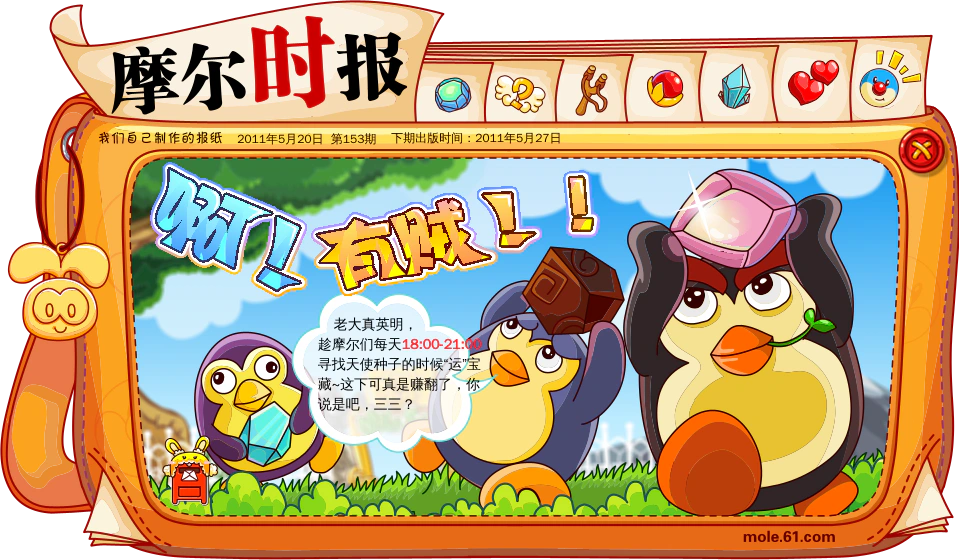 摩尔时报
我们自己制作的报纸 2011年5月20日 第153期 下期出版时间：2011年5月27日
啊！有贼！！
老大真英明，
趁摩尔们每天18:00-21:00
寻找天使种子的时候“运”宝
藏~这下可真是赚翻了，你
说是吧，三三？
mole.61.com